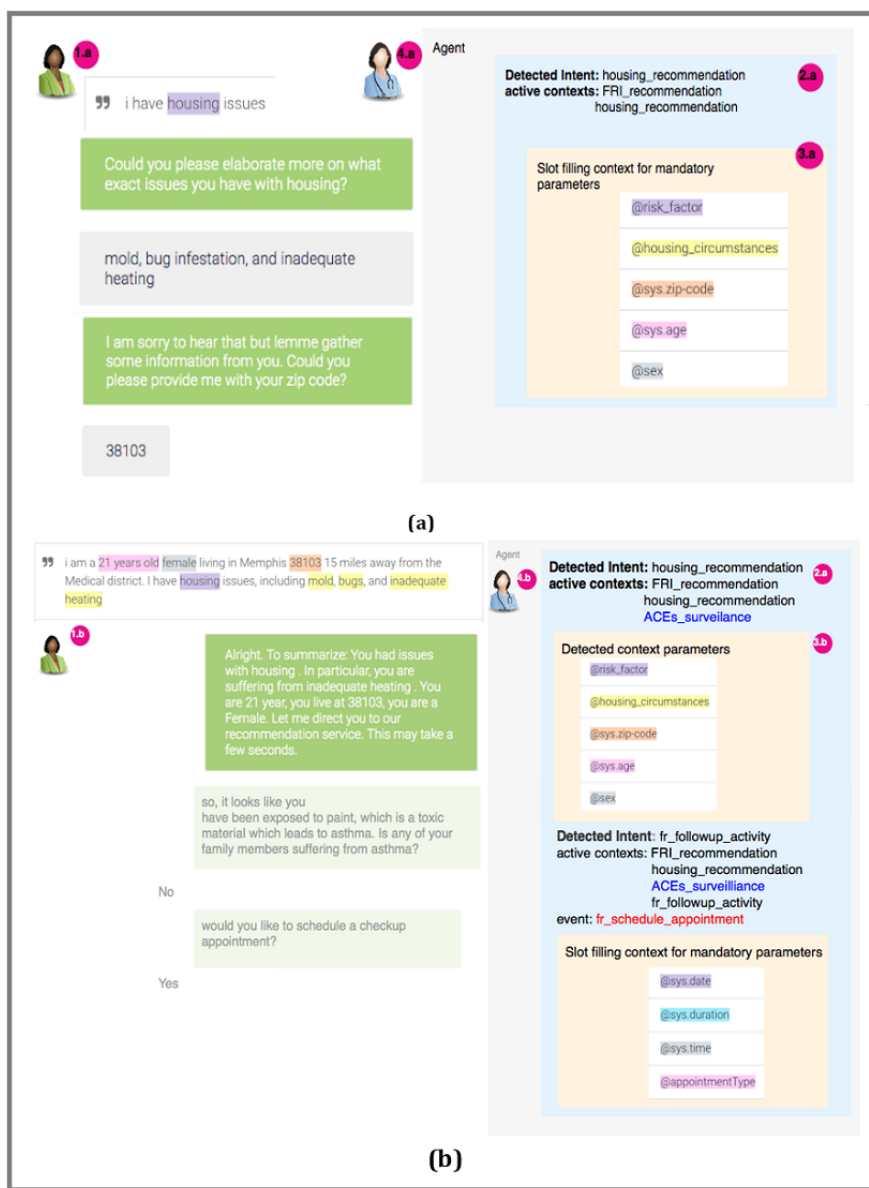 1.a
4.a
Agent
i have housing issues
Could you please elaborate more on what
exact issues you have with housing?
mold, bug infestation, and inadequate
heating
I am sorry to hear that but lemme gather
some information from you. Could you
please provide me with your zip code?
38103
Detected Intent: housing_recommendation
2.a
active contexts: FRI_recommendation
housing_recommendation
3.a
Slot filling context for mandatory
parameters
@risk_factor
@housing_circumstances
@sys.zip-code
@sys.age
@sex
(a)
i am a 21 years old female living in Memphis 38103 15 miles away from the
Medical district. I have housing issues, including mold, bugs, and inadequate
heating
1.b
Alright. To summarize: You had issues
with housing . In particular, you are
suffering from inadequate heating . You
are 21 year, you live at 38103, you are a
Female. Let me direct you to our
recommendation service. This may take a
few seconds.
so, it looks like you
have been exposed to paint, which is a toxic
material which leads to asthma. Is any of your
family members suffering from asthma?
No
would you like to schedule a checkup
appointment?
Yes
Agent
4.b
Detected Intent: housing_recommendation
2.a
active contexts: FRI_recommendation
housing_recommendation
ACEs_surveilance
3.b
Detected context parameters
@risk_factor
@housing_circumstances
@sys.zip-code
@sys.age
@sex
Detected Intent: fr_followup_activity
active contexts: FRI_recommendation
housing_recommendation
ACEs_surveilliance
fr_followup_activity
event: fr_schedule_appointment
Slot filling context for mandatory parameters
@sys.date
@sys.duration
@sys.time
@appointmentType
(b)